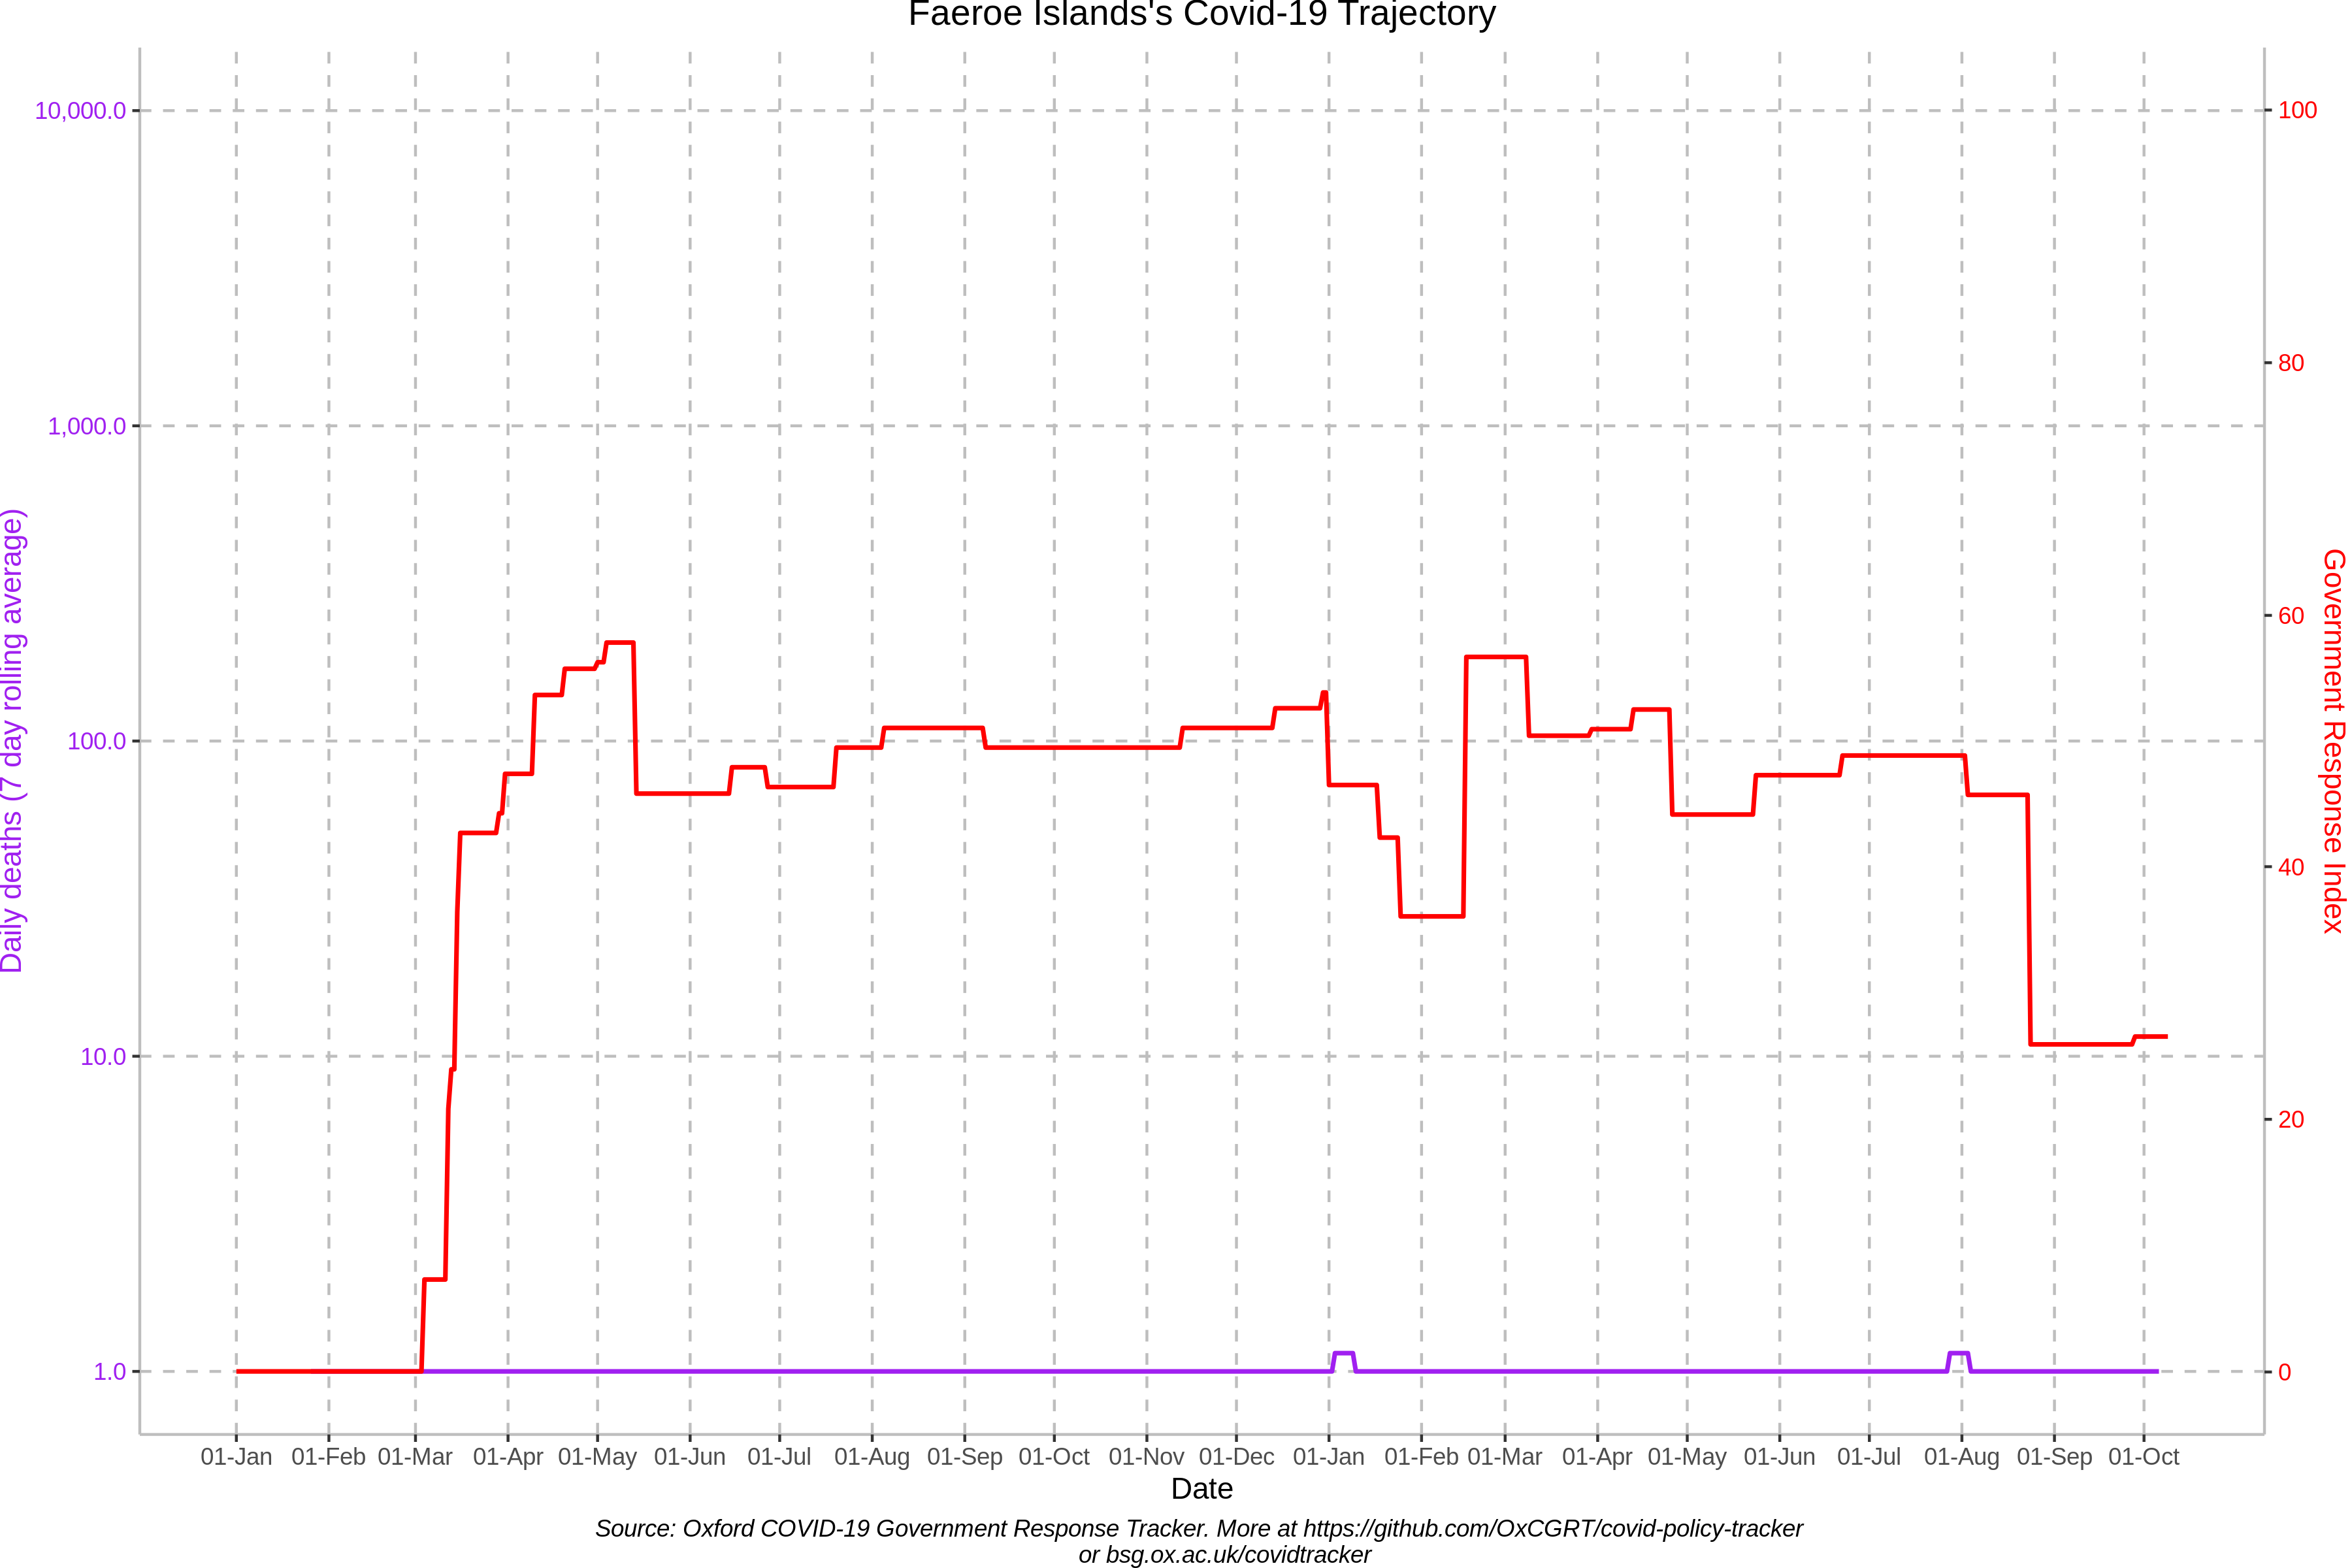 Faeroe Islands's Covid-19 Trajectory
10,000.0
1,000.0
100.0
10.0
1.0
Daily deaths (7 day rolling average)
100
80
60
40
20
0
Government Response Index
01-Jan 01-Feb 01-Mar 01-Apr 01-May 01-Jun 01-Jul 01-Aug 01-Sep 01-Oct 01-Nov 01-Dec 01-Jan 01-Feb 01-Mar 01-Apr 01-May 01-Jun 01-Jul 01-Aug 01-Sep 01-Oct
Date
Source: Oxford COVID-19 Government Response Tracker. More at https://github.com/OxCGRT/covid-policy-tracker
or bsg.ox.ac.uk/covidtracker